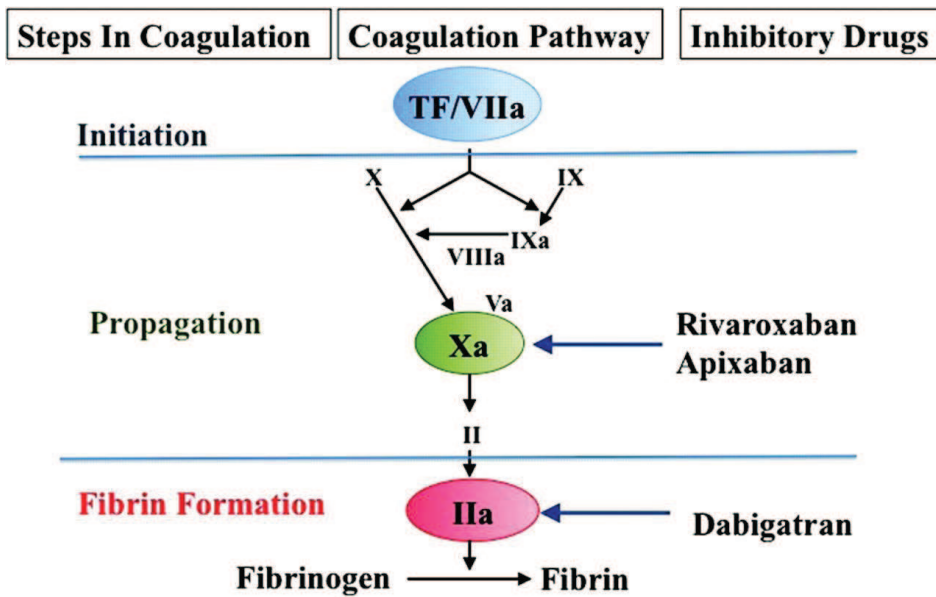 Steps In Coagulation
Coagulation Pathway
Inhibitory Drugs
TF/VIIa
Initiation
X
IX
IXa
VIIIa
Va
Propagation
Xa
Rivaroxaban
Apixaban
II
Fibrin Formation
IIa
Dabigatran
Fibrinogen
Fibrin